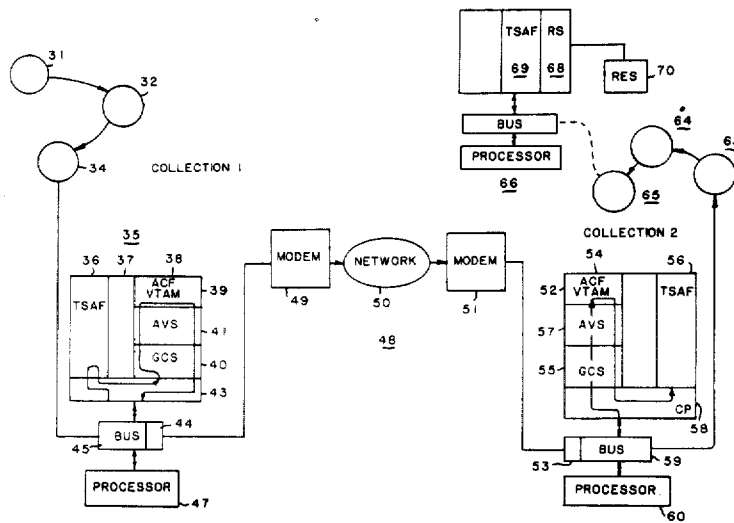 31
32
34
COLLECTION 1
TSAF RS
69 68
RES 70
BUS
PROCESSOR
66
64
65
35
36 37 38
ACF
VTAM
39
TSAF
AVS
41
GCS
40
43
44
BUS
45
PROCESSOR
47
MODEM
49
NETWORK
50
MODEM
51
48
COLLECTION 2
54
56
52
ACF
VTAM
TSAF
57
AVS
55
GCS
CP
58
53
BUS
59
PROCESSOR
60